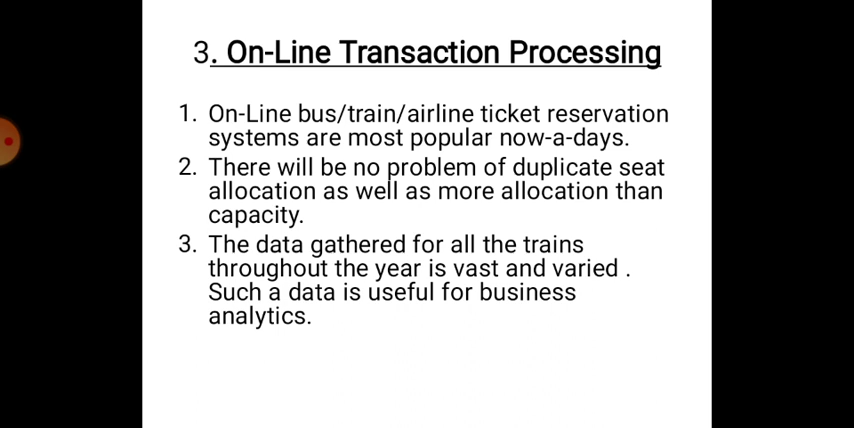 3. On-Line Transaction Processing
1. On-Line bus/train/airline ticket reservation
systems are most popular now-a-days.
2. There will be no problem of duplicate seat
allocation as well as more allocation than
capacity.
3. The data gathered for all the trains
throughout the year is vast and varied .
Such a data is useful for business
analytics.